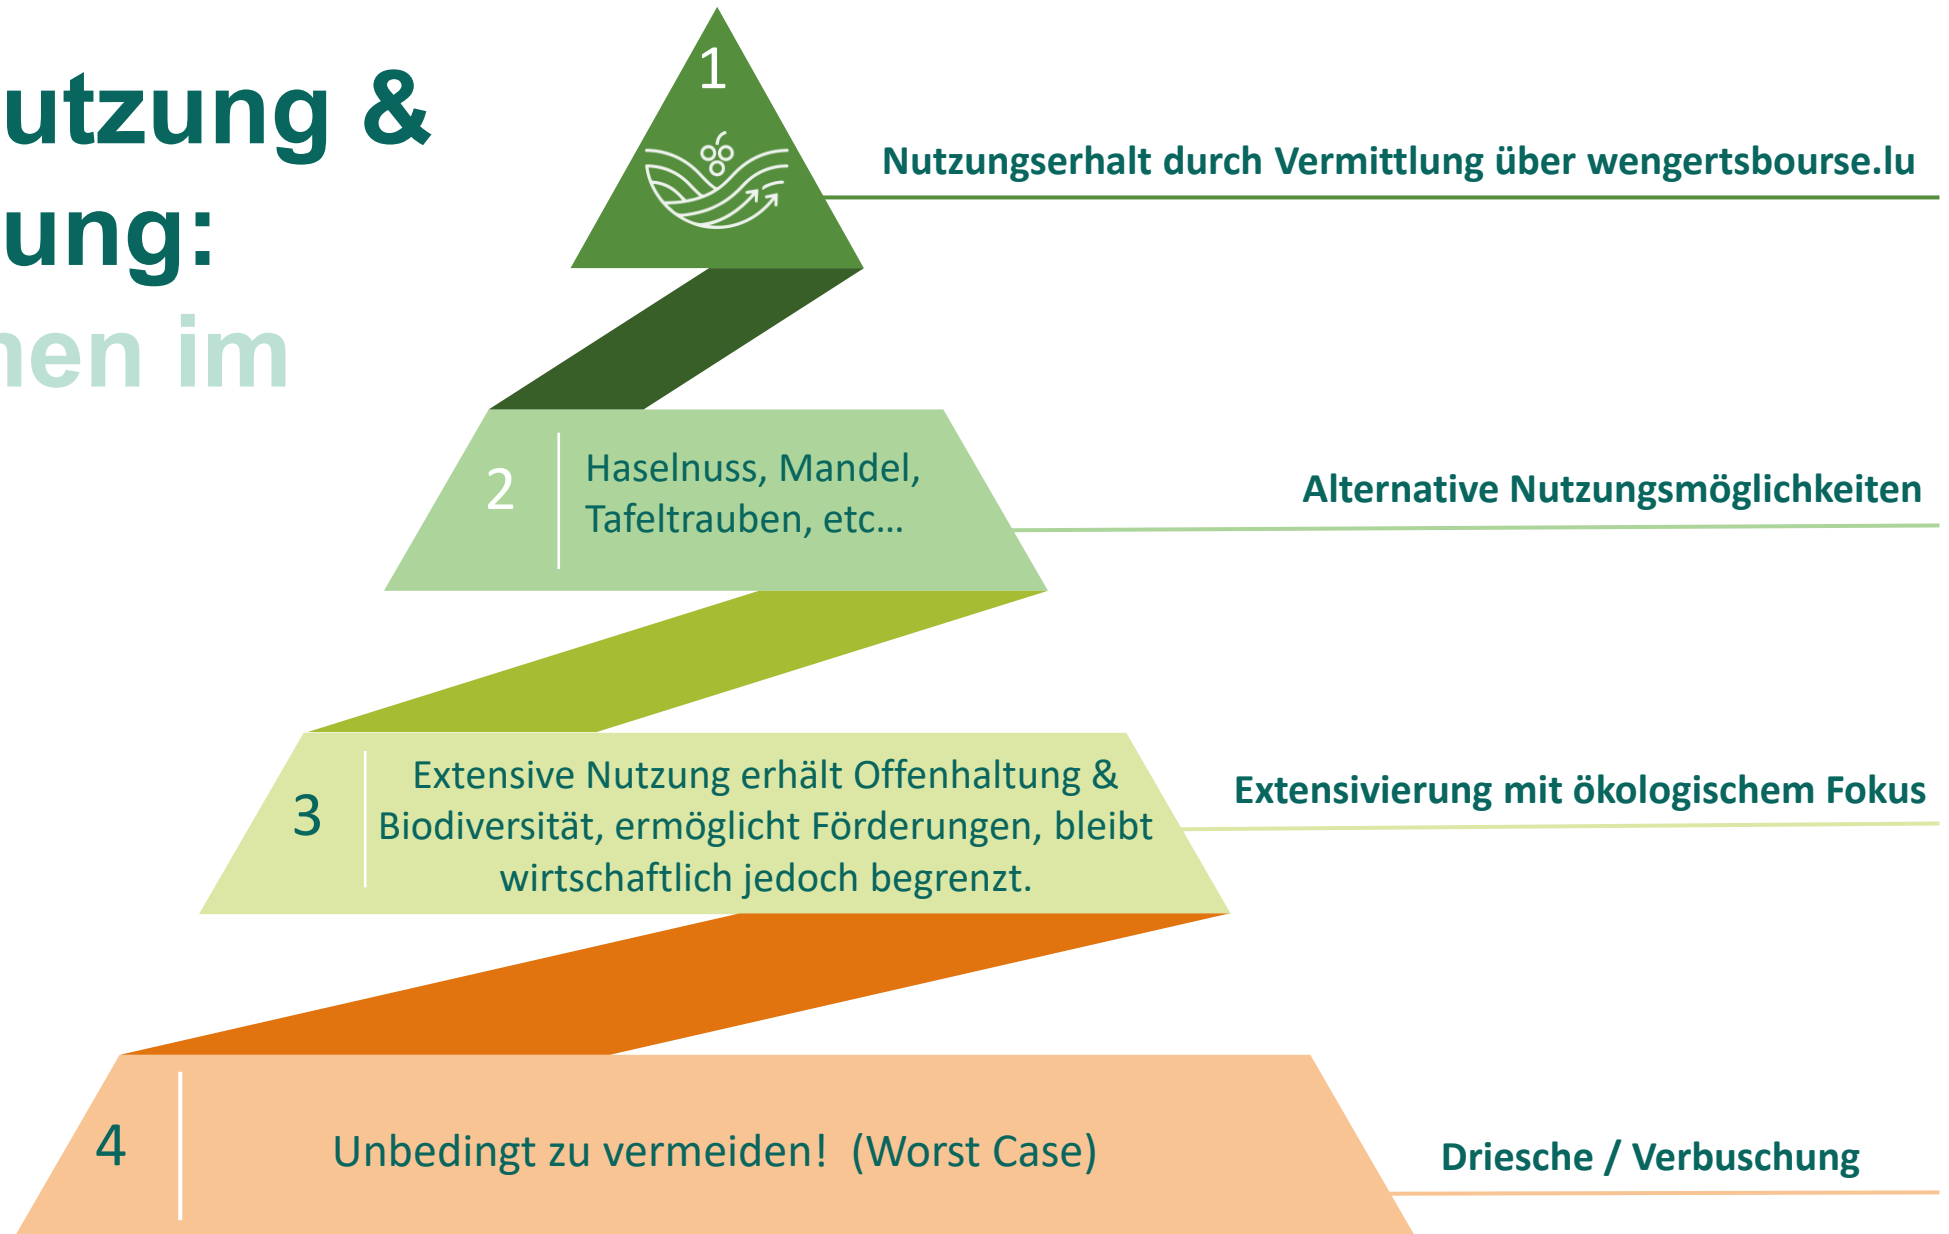 utzung &
ung:
nen im
1
Nutzungserhalt durch Vermittlung über wengertsbourse.lu
2
Haselnuss, Mandel,
Tafeltrauben, etc...
Alternative Nutzungsmöglichkeiten
3
Extensive Nutzung erhält Offenhaltung &
Biodiversität, ermöglicht Förderungen, bleibt
wirtschaftlich jedoch begrenzt.
Extensivierung mit ökologischem Fokus
4
Unbedingt zu vermeiden! (Worst Case)
Driesche / Verbuschung